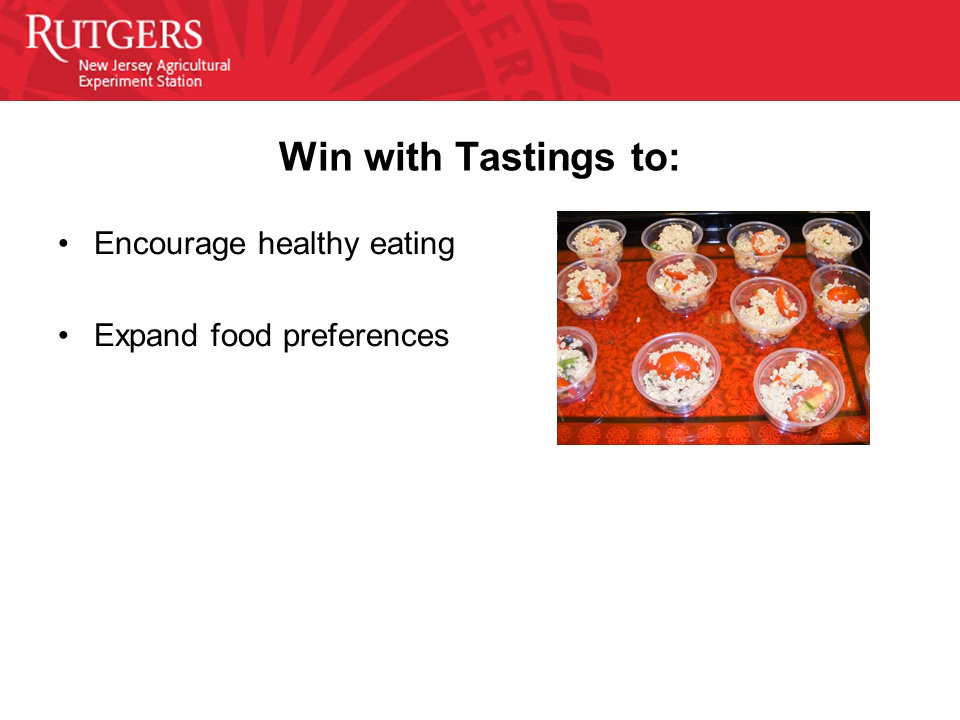 RUTGERS
New Jersey Agricultural
Experiment Station
Win with Tastings to:
• Encourage healthy eating
• Expand food preferences